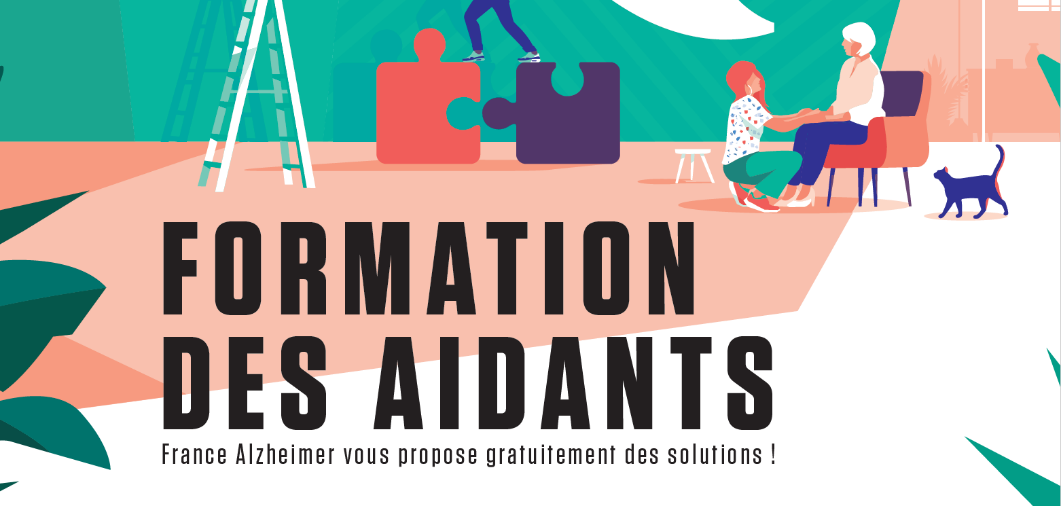 FORMATION
DES AIDANTS
France Alzheimer vous propose gratuitement des solutions !